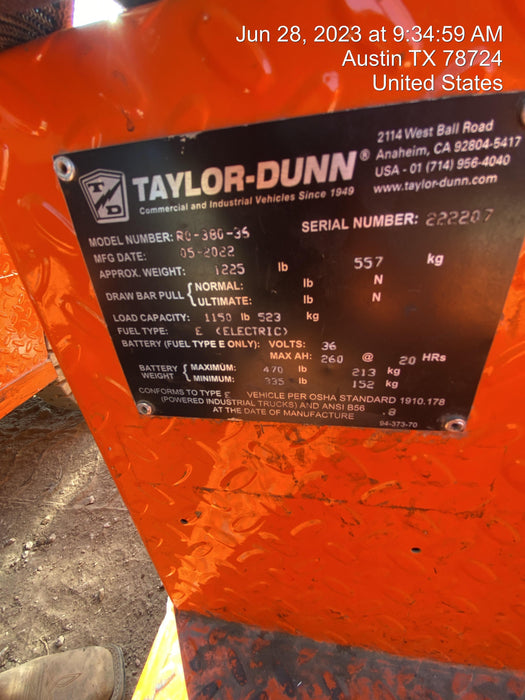 Jun 28, 2023 at 9:34:59 AM
Austin TX 78724
United States
TAYLOR-DUNN®
Commercial and Industrial Vehicles Since 1949
2114 West Ball Road
Anaheim, CA 92804-5417
USA - 01 (714) 956-4040
www.taylor-dunn.com
T D
MODEL NUMBER: R0-380-36 SERIAL NUMBER: 222207
MFG DATE: 05-2022
APPROX. WEIGHT: 1225 lb 557 kg
DRAW BAR PULL { NORMAL: lb N
ULTIMATE: lb N
LOAD CAPACITY: 1150 lb 523 kg
FUEL TYPE: E (ELECTRIC)
BATTERY (FUEL TYPE E ONLY): VOLTS: 36
MAX AH: 260 @ 20 HRs
BATTERY WEIGHT { MAXIMUM: 470 lb 213 kg
MINIMUM: 335 lb 152 kg
CONFORMS TO TYPE E VEHICLE PER OSHA STANDARD 1910.178
(POWERED INDUSTRIAL TRUCKS) AND ANSI B56 .8
AT THE DATE OF MANUFACTURE
94-373-70